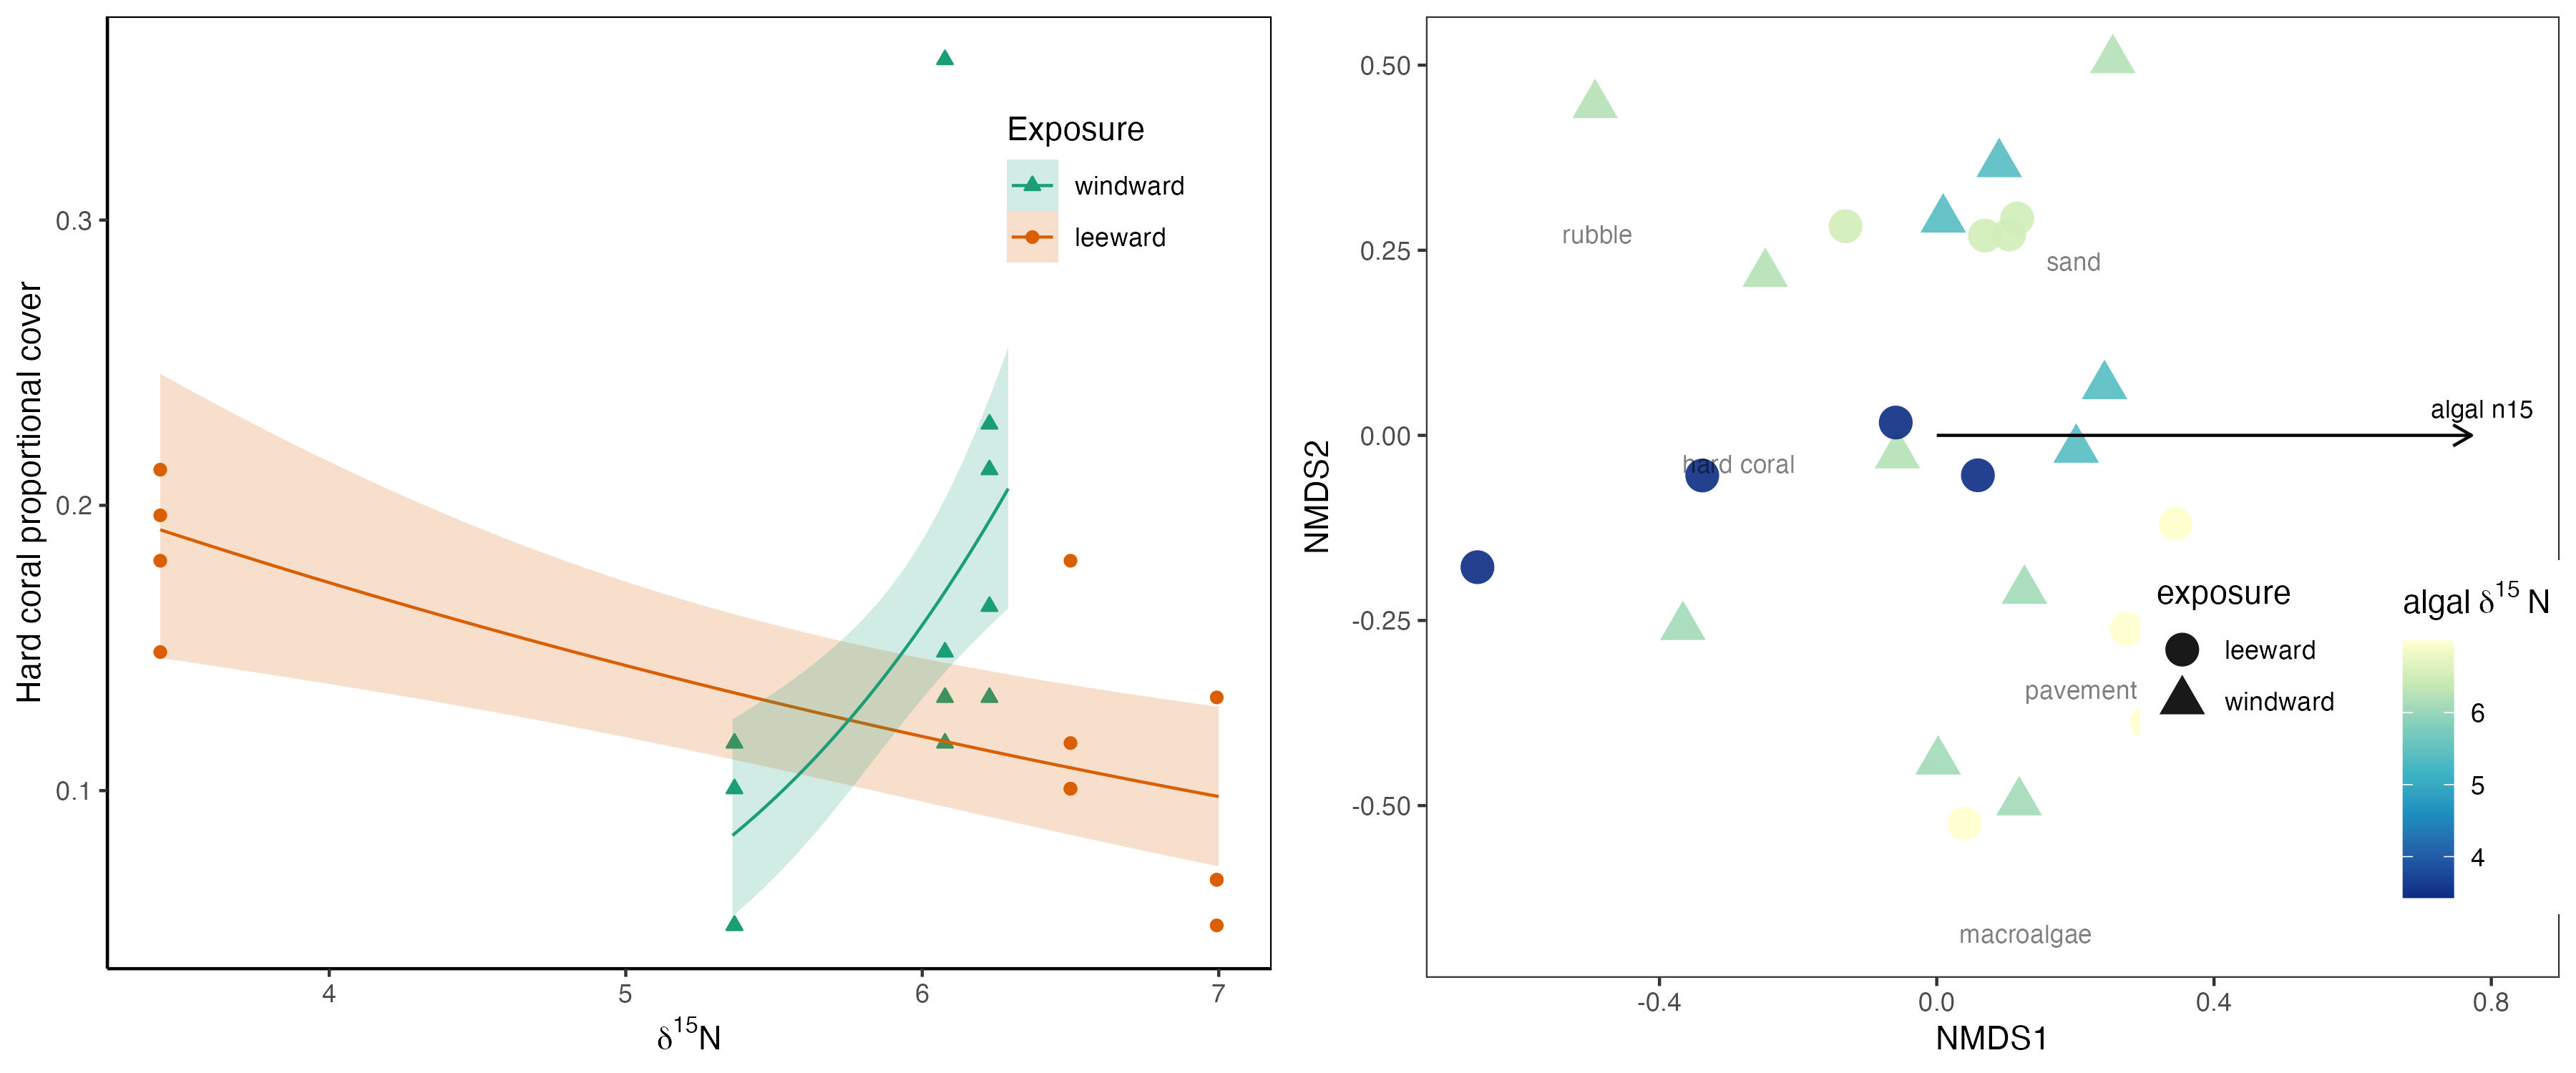 Hard coral proportional cover
0.3
0.2
0.1
Exposure
windward
leeward
4
5
6
7
δ15N
NMDS2
0.50
0.25
0.00
-0.25
-0.50
rubble
sand
algal n15
hard coral
pavement
macroalgae
exposure
leeward
windward
algal δ15 N
6
5
4
-0.4
0.0
0.4
0.8
NMDS1